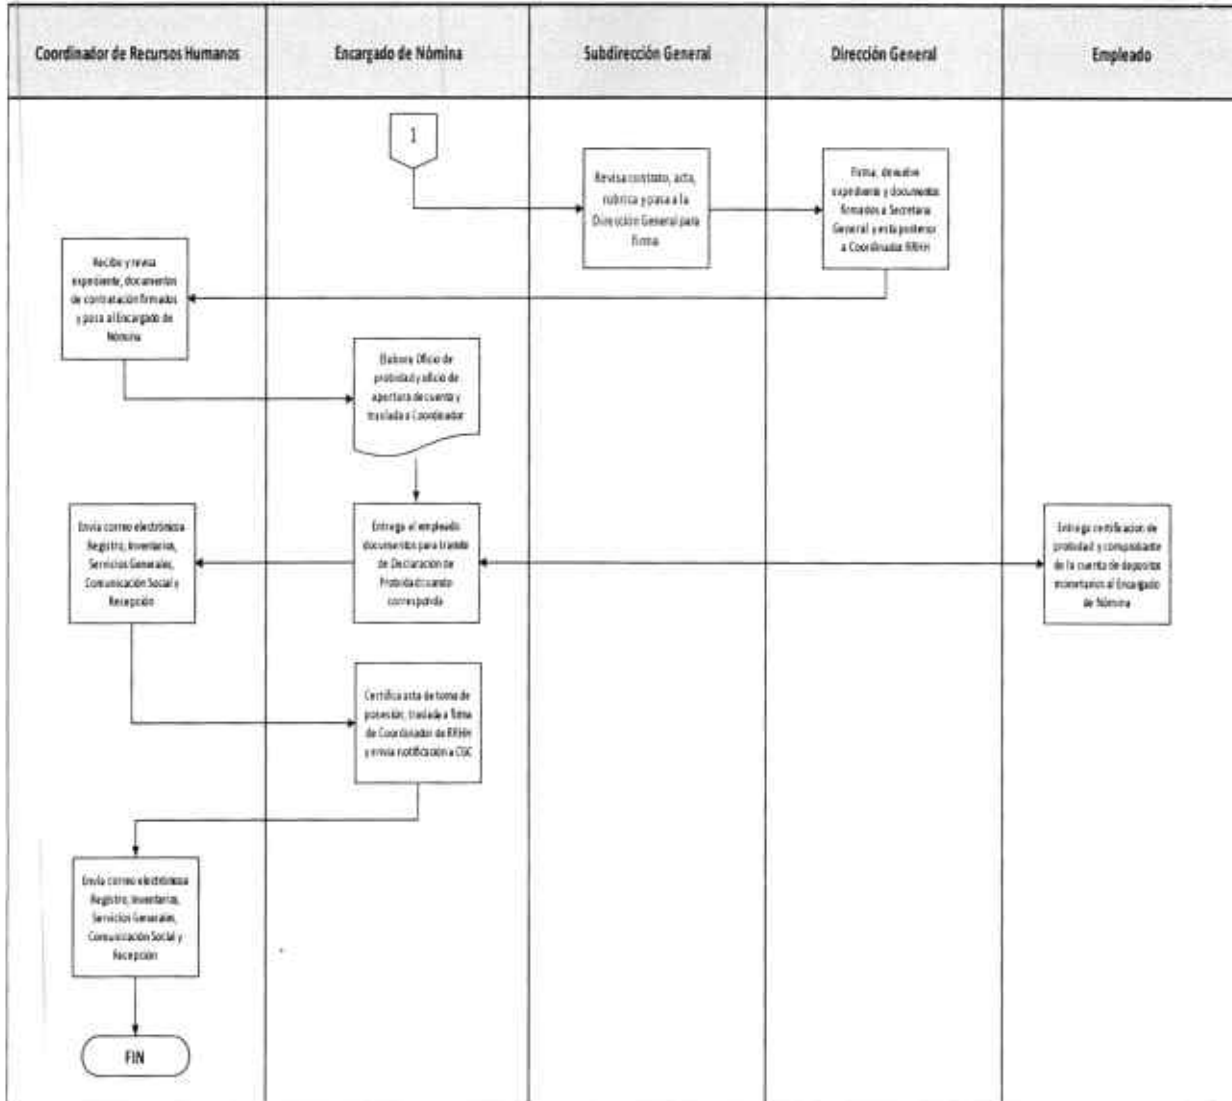 Coordinador de Recursos Humanos
Encargado de Nómina
Subdirección General
Dirección General
Empleado
1
Revisa contrato, acta,
rubrica y pasa a la
Dirección General para
Firma
Firma, devuelve
expediente y documentos
firmados a Secretaria
General y esta posterior
a Coordinador RRHH
Recibe y revisa
expediente, documentos
de contratación firmados
y pasa al Encargado de
Nómina
Elabora Oficio de
probidad y oficio de
apertura de cuenta y
traslada a Coordinador
Envía correo electrónico a
Registro, Inventarios,
Servicios Generales,
Comunicación Social y
Recepción
Entrega al empleado
documentos para tramite
de Declaración de
Probidad cuando
corresponda
Entrega certificacion de
probidad y comprobante
de la cuenta de depositos
monetarios al Encargado
de Nómina
Certifica acta de toma de
posesión, traslada a firma
de Coordinador de RRHH
y envia notificación a CGC
Envía correo electrónico a
Registro, Inventarios,
Servicios Generales,
Comunicación Social y
Recepción
FIN